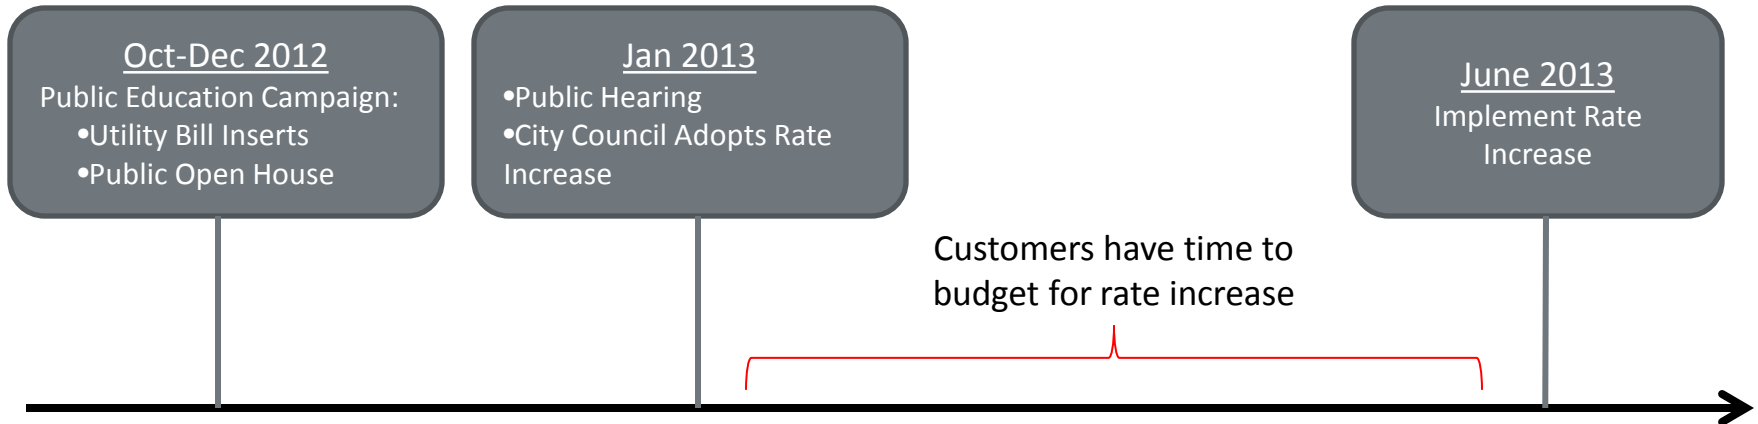 Oct-Dec 2012
Public Education Campaign:
•Utility Bill Inserts
•Public Open House
Jan 2013
•Public Hearing
•City Council Adopts Rate
Increase
June 2013
Implement Rate
Increase
Customers have time to
budget for rate increase